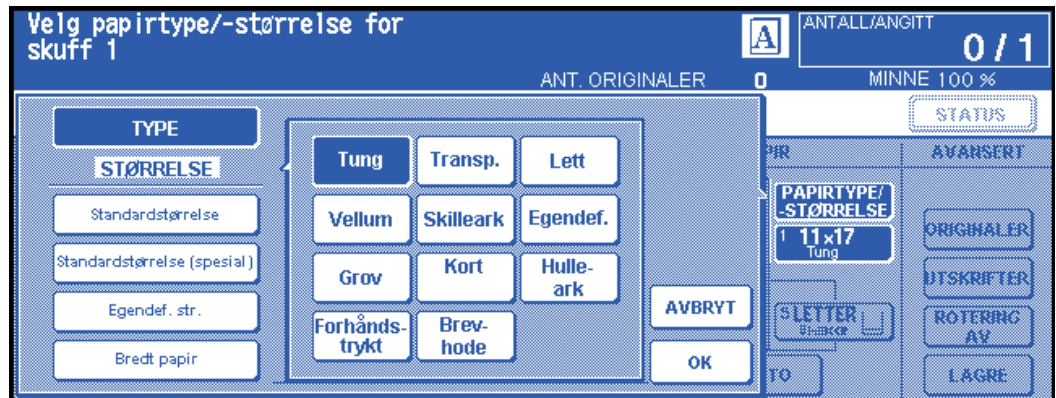 Velg papirtype/-størrelse for
skuff 1
A
ANTALL/ANGITT
0 / 1
ANT. ORIGINALER 0 MINNE 100 %
TYPE
STØRRELSE
Standardstørrelse
Standardstørrelse (spesial)
Egendef. str.
Bredt papir
Tung Transp. Lett
Vellum Skilleark Egendef.
Grov Kort Hulle-
ark
Forhånds-
trykt
Brev-
hode
AVBRYT
OK
STATUS
PIR
AVANSERT
PAPIRTYPE/
-STØRRELSE
1 11x17
Tung
5 LETTER
TO
ORIGINALER
UTSKRIFTER
ROTERING
AV
LAGRE